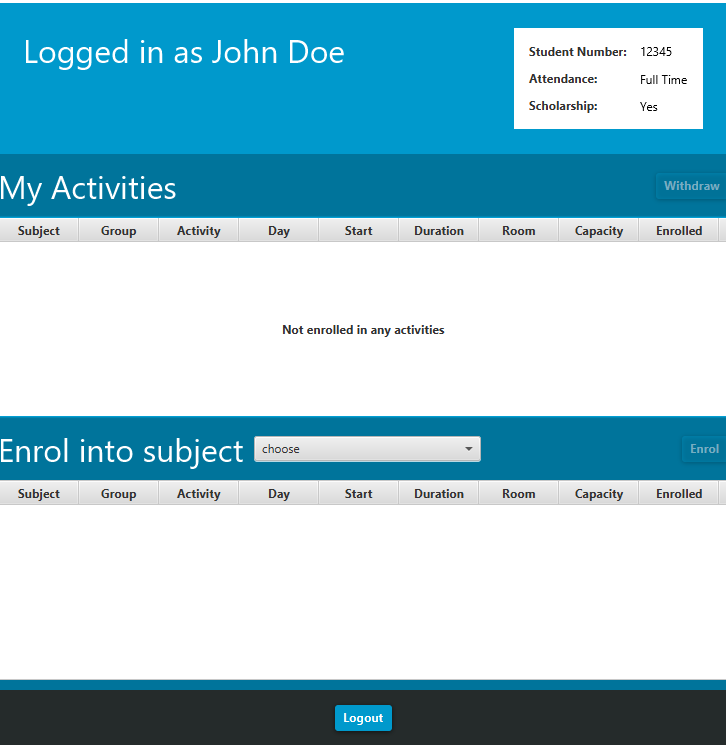 Logged in as John Doe
Student Number: 12345
Attendance: Full Time
Scholarship: Yes
My Activities
Withdraw
Subject Group Activity Day Start Duration Room Capacity Enrolled
Not enrolled in any activities
Enrol into subject choose Enrol
Subject Group Activity Day Start Duration Room Capacity Enrolled
Logout